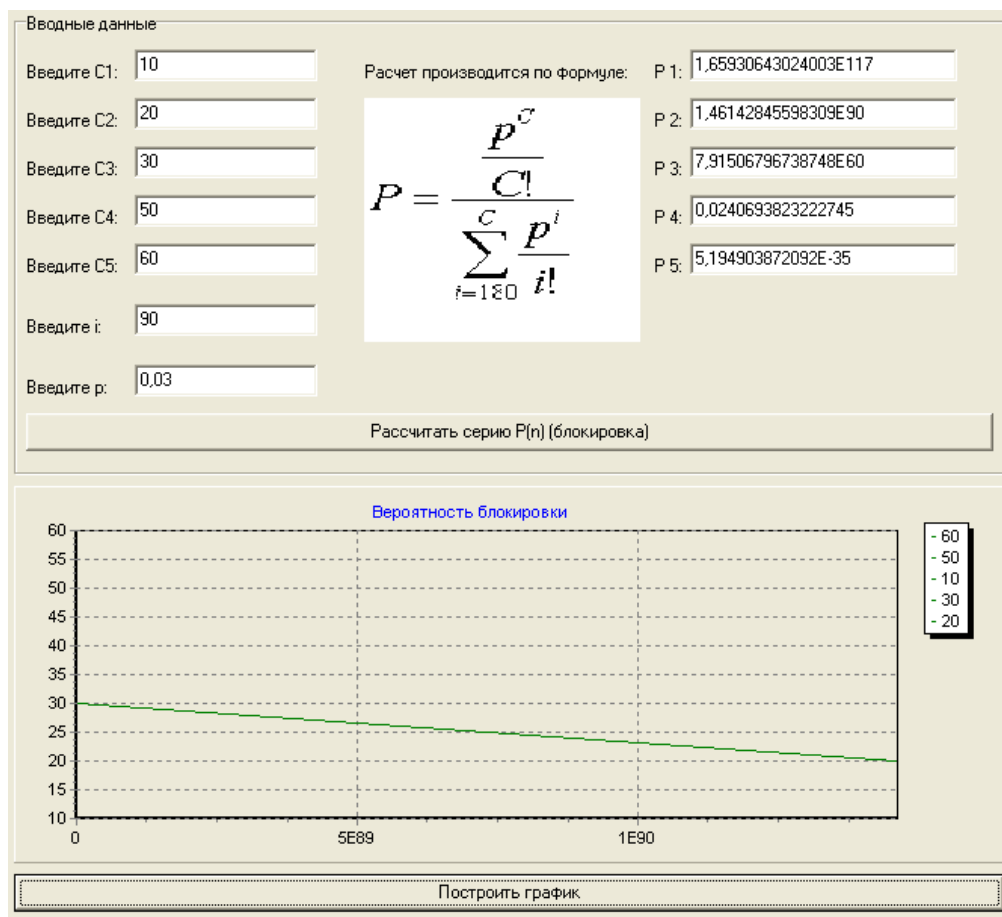 Вводные данные
Введите C1: 10
Введите C2: 20
Введите C3: 30
Введите C4: 50
Введите C5: 60
Введите i: 90
Введите p: 0,03
Расчет производится по формуле:
P = (p^C / C!) / (∑_{i=180}^{C} p^i / i!)
P 1: 1,65930643024003E117
P 2: 1,46142845598309E90
P 3: 7,91506796738748E60
P 4: 0,0240693823222745
P 5: 5,194903872092E-35
Рассчитать серию P(n) (блокировка)
Вероятность блокировки
60
55
50
45
40
35
30
25
20
15
10
0 5E89 1E90
60
50
10
30
20
Построить график